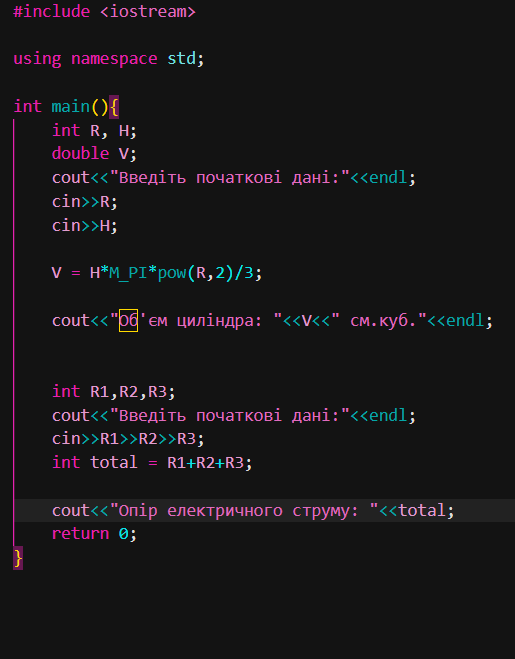 #include <iostream>
using namespace std;
int main(){
int R, H;
double V;
cout<<"Введіть початкові дані:"<<endl;
cin>>R;
cin>>H;
V = H*M_PI*pow(R,2)/3;
cout<<"Об'єм циліндра: "<<V<<" см.куб."<<endl;
int R1,R2,R3;
cout<<"Введіть початкові дані:"<<endl;
cin>>R1>>R2>>R3;
int total = R1+R2+R3;
cout<<"Опір електричного струму: "<<total;
return 0;
}